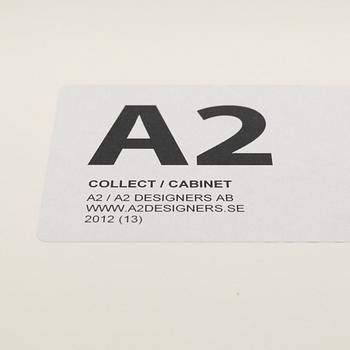 A2
COLLECT / CABINET
A2 / A2 DESIGNERS AB
WWW.A2DESIGNERS.SE
2012 (13)